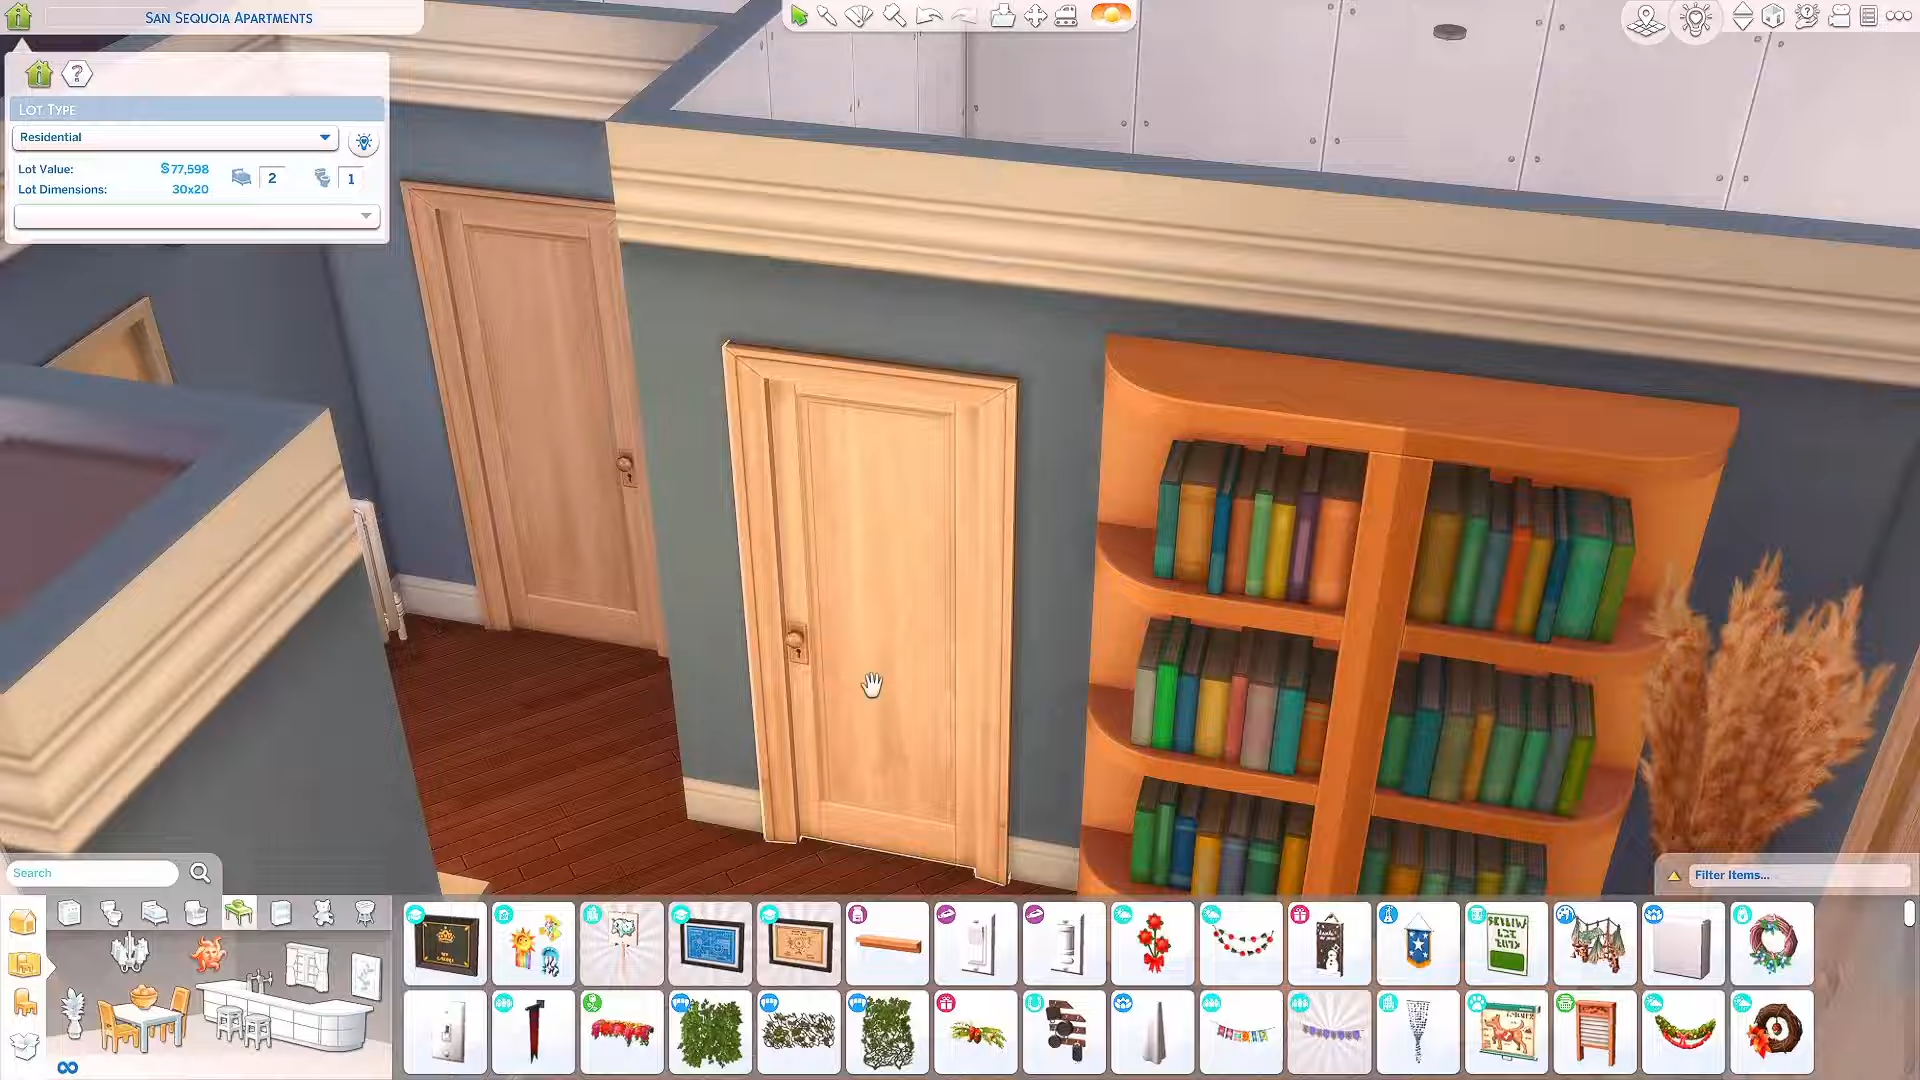 San Sequoia Apartments
Lot Type
Residential
Lot Value:
§77,598
2
1
Lot Dimensions:
30x20
Search
Filter Items...